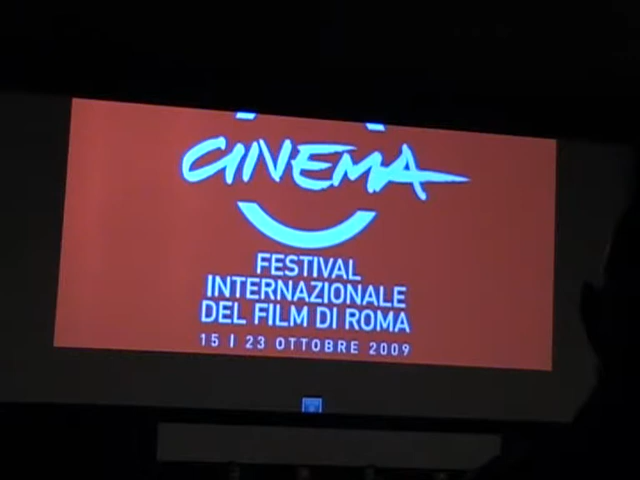 CINEMA
FESTIVAL
INTERNAZIONALE
DEL FILM DI ROMA
15 | 23 OTTOBRE 2009